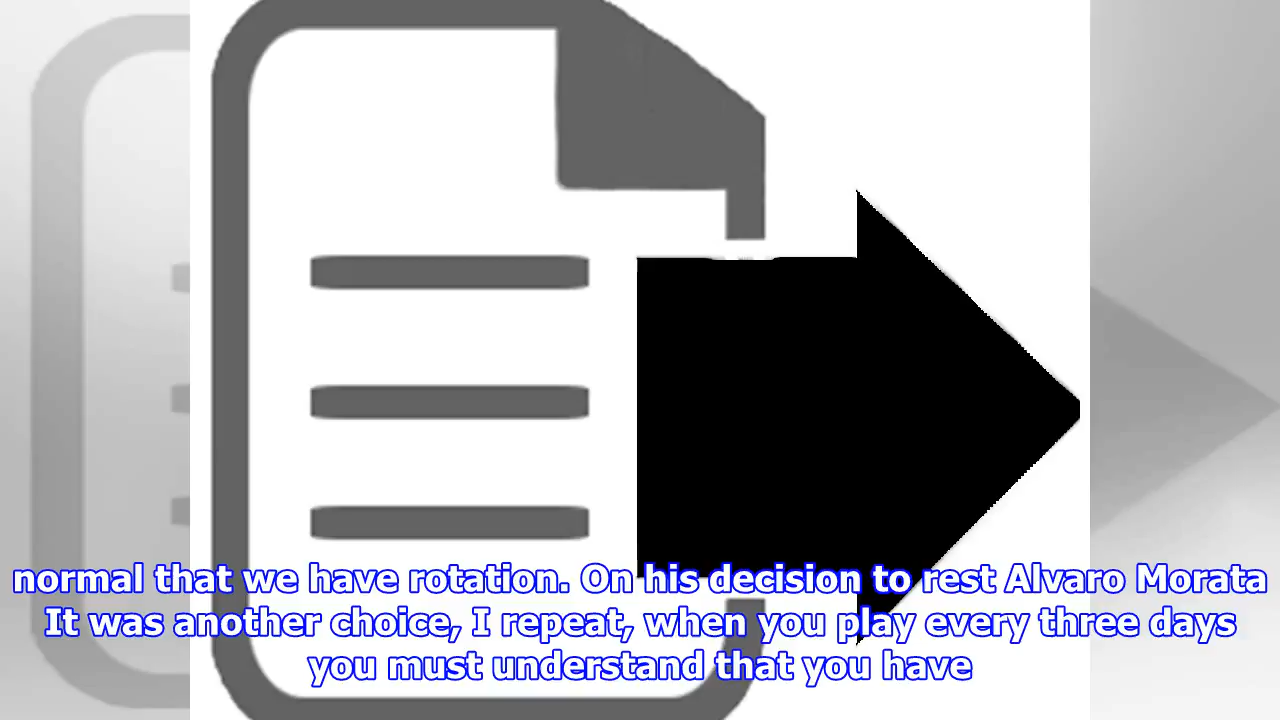 normal that we have rotation. On his decision to rest Alvaro Morata
It was another choice, I repeat, when you play every three days
you must understand that you have